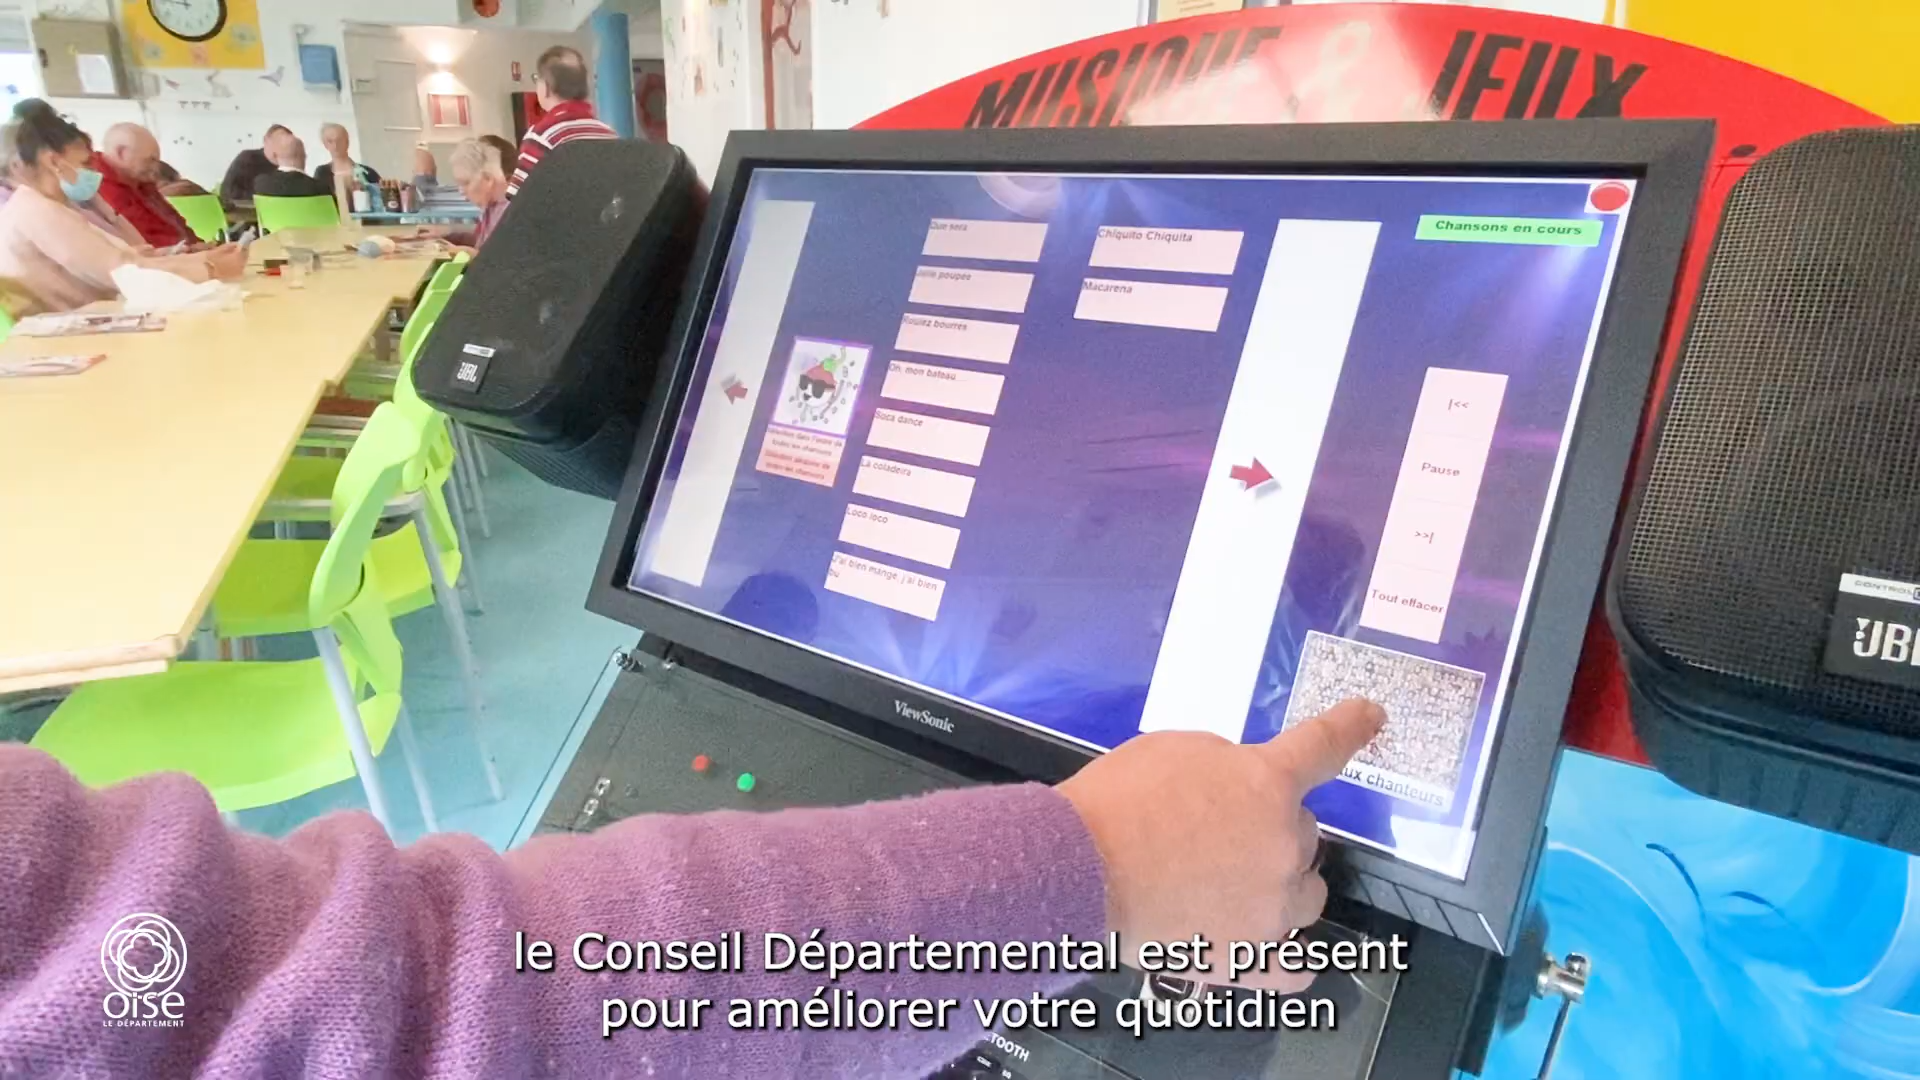 MUSIQUE & JEUX
Chansons en cours
Que sera
Jolie poupée
Roulez bourrés
Oh, mon bateau...
Soca dance
La coladeira
Loco loco
J'ai bien mangé, j'ai bien
bu
Chiquito Chiquita
Macarena
|<<
Pause
>>|
Tout effacer
chanteurs
ViewSonic
JBL
CONTROL
JBL
le Conseil Départemental est présent
pour améliorer votre quotidien
oise
LE DÉPARTEMENT